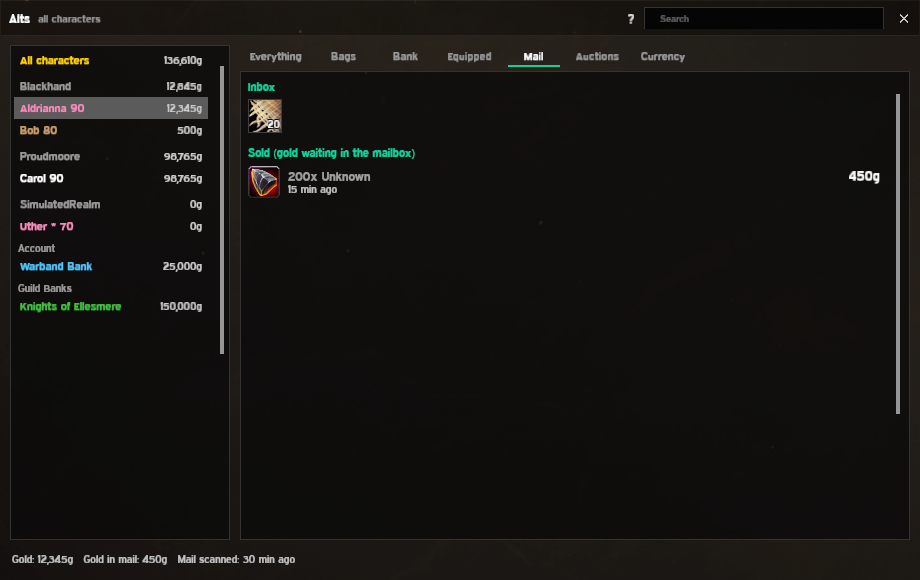 Alts all characters ? Search ×
All characters 136,610g
Blackhand 12,845g
Aldrianna 90 12,345g
Bob 80 500g
Proudmoore 98,765g
Carol 90 98,765g
SimulatedRealm 0g
Uther * 70 0g
Account
Warband Bank 25,000g
Guild Banks
Knights of Ellesmere 150,000g
Everything Bags Bank Equipped Mail Auctions Currency
Inbox
20
Sold (gold waiting in the mailbox)
200x Unknown 450g
15 min ago
Gold: 12,345g Gold in mail: 450g Mail scanned: 30 min ago